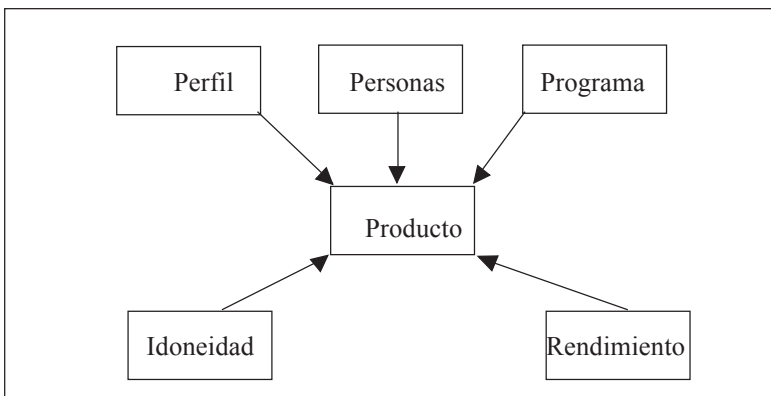 Perfil
Personas
Programa
Producto
Idoneidad
Rendimiento